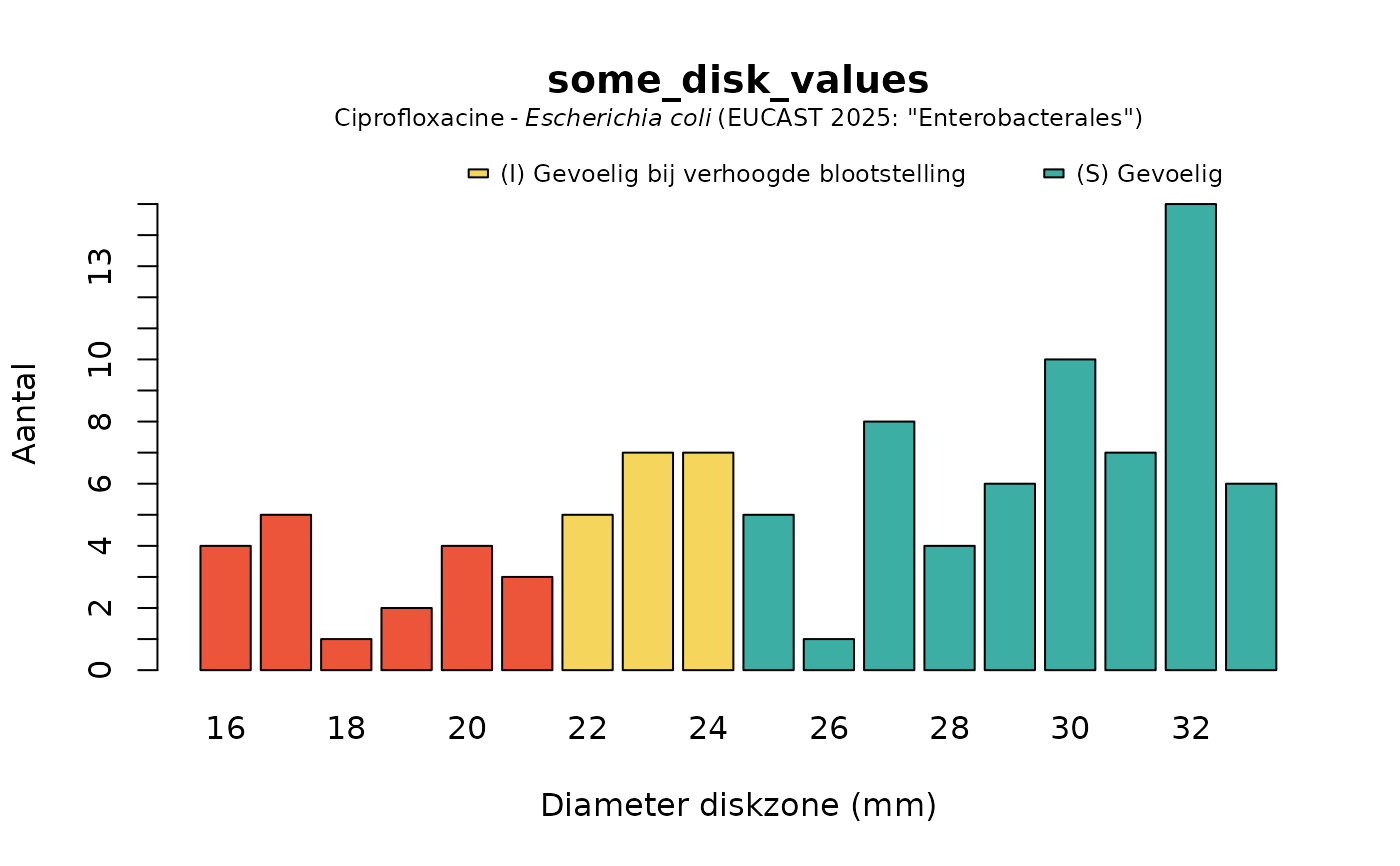 some_disk_values
Ciprofloxacine - Escherichia coli (EUCAST 2025: "Enterobacterales")
(I) Gevoelig bij verhoogde blootstelling
(S) Gevoelig
Aantal
13
10
8
6
4
2
0
16 18 20 22 24 26 28 30 32
Diameter diskzone (mm)